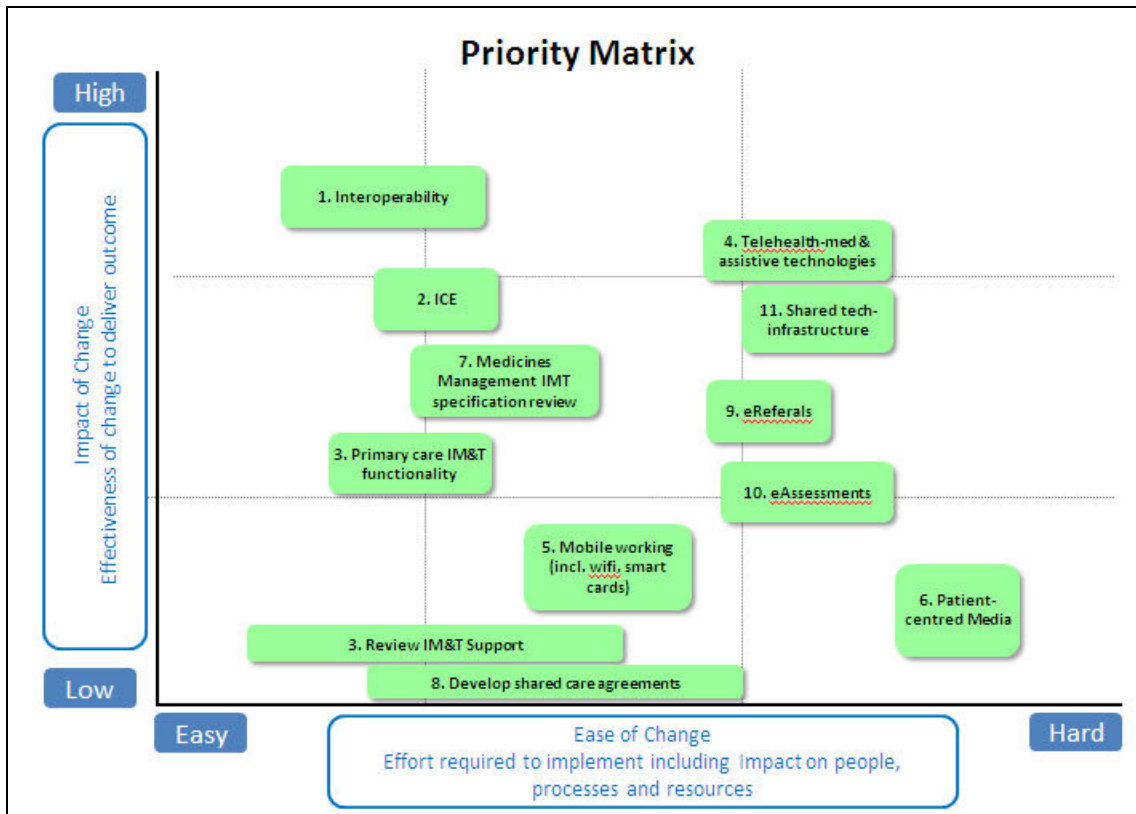 Priority Matrix
High
Impact of Change
Effectiveness of change to deliver outcome
Low
1. Interoperability
4. Telehealth-med &
assistive technologies
2. ICE
11. Shared tech-
infrastructure
7. Medicines
Management IMT
specification review
9. eReferals
3. Primary care IM&T
functionality
10. eAssessments
5. Mobile working
(incl. wifi, smart
cards)
6. Patient-
centred Media
3. Review IM&T Support
8. Develop shared care agreements
Easy
Ease of Change
Effort required to implement including Impact on people,
processes and resources
Hard